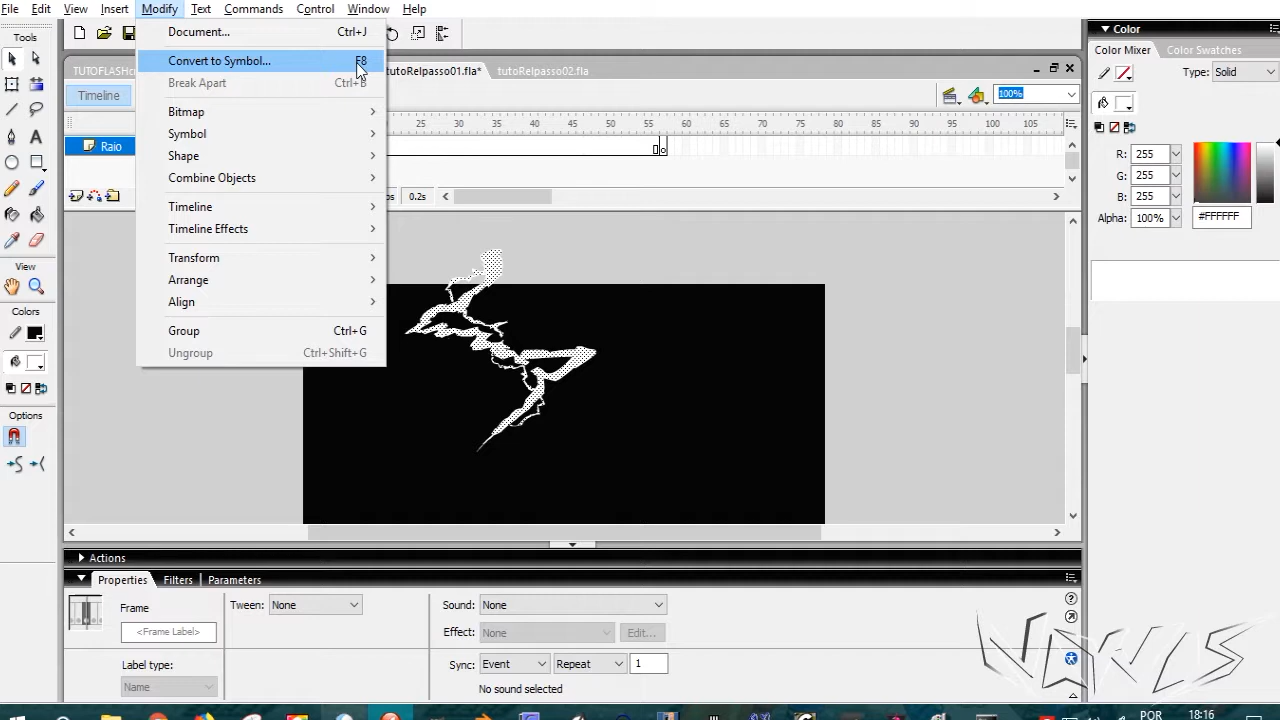 File Edit View Insert Modify Text Commands Control Window Help
Tools
Document... Ctrl+J
Convert to Symbol... F8
Break Apart Ctrl+B
Bitmap
Symbol
Shape
Combine Objects
Timeline
Timeline Effects
Transform
Arrange
Align
Group Ctrl+G
Ungroup Ctrl+Shift+G
tutoRelpasso01.fla* tutoRelpasso02.fla
Timeline
100%
25 30 35 40 45 50 55 60 65 70 75 80 85 90 95 100 105
Raio
0.2s
View
Colors
Options
Color
Color Mixer Color Swatches
Type: Solid
R: 255
G: 255
B: 255
Alpha: 100% #FFFFFF
Actions
Properties Filters Parameters
Frame
<Frame Label>
Label type:
Name
Tween: None
Sound: None
Effect: None Edit...
Sync: Event Repeat 1
No sound selected
POR 18:16